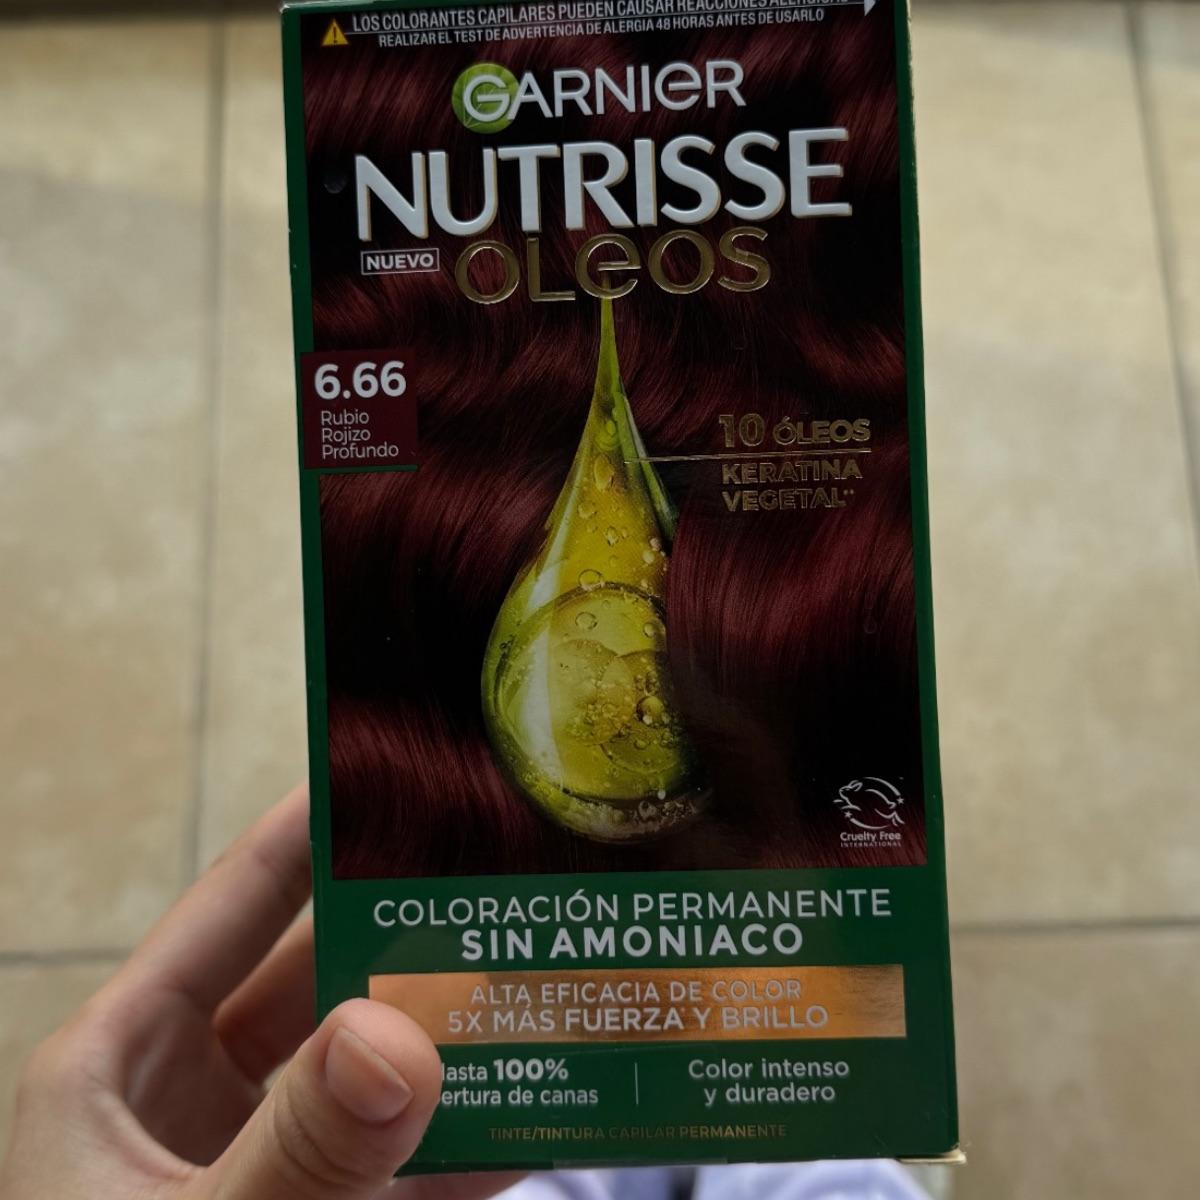 LOS COLORANTES CAPILARES PUEDEN CAUSAR REACCIONES ALÉRGICAS
REALIZAR EL TEST DE ADVERTENCIA DE ALERGIA 48 HORAS ANTES DE USARLO
GARNIER
NUTRISSE
NUEVO
OLEOS
6.66
Rubio
Rojizo
Profundo
10 ÓLEOS
KERATINA
VEGETAL**
Cruelty Free
INTERNATIONAL
COLORACIÓN PERMANENTE
SIN AMONIACO
ALTA EFICACIA DE COLOR
5X MÁS FUERZA* Y BRILLO
asta 100%
ertura de canas
Color intenso
y duradero
TINTE/TINTURA CAPILAR PERMANENTE